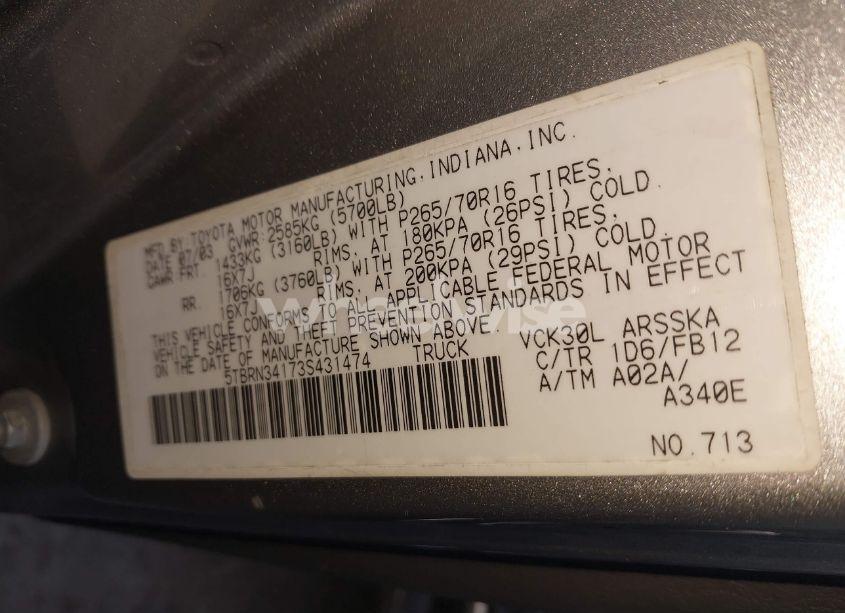 MFD. BY: TOYOTA MOTOR MANUFACTURING, INDIANA, INC.
DATE: 07/03 GVWR: 2585KG (5700LB)
GAWR FRT. 1433KG (3160LB) WITH P265/70R16 TIRES,
16X7J RIMS, AT 180KPA (26PSI) COLD.
RR. 1706KG (3760LB) WITH P265/70R16 TIRES,
16X7J RIMS, AT 200KPA (29PSI) COLD.
THIS VEHICLE CONFORMS TO ALL APPLICABLE FEDERAL MOTOR
VEHICLE SAFETY AND THEFT PREVENTION STANDARDS IN EFFECT
ON THE DATE OF MANUFACTURE SHOWN ABOVE.
5TBRN34173S431474 TRUCK
VCK30L ARSSKA
C/TR 1D6/FB12
A/TM A02A/
A340E
NO. 713